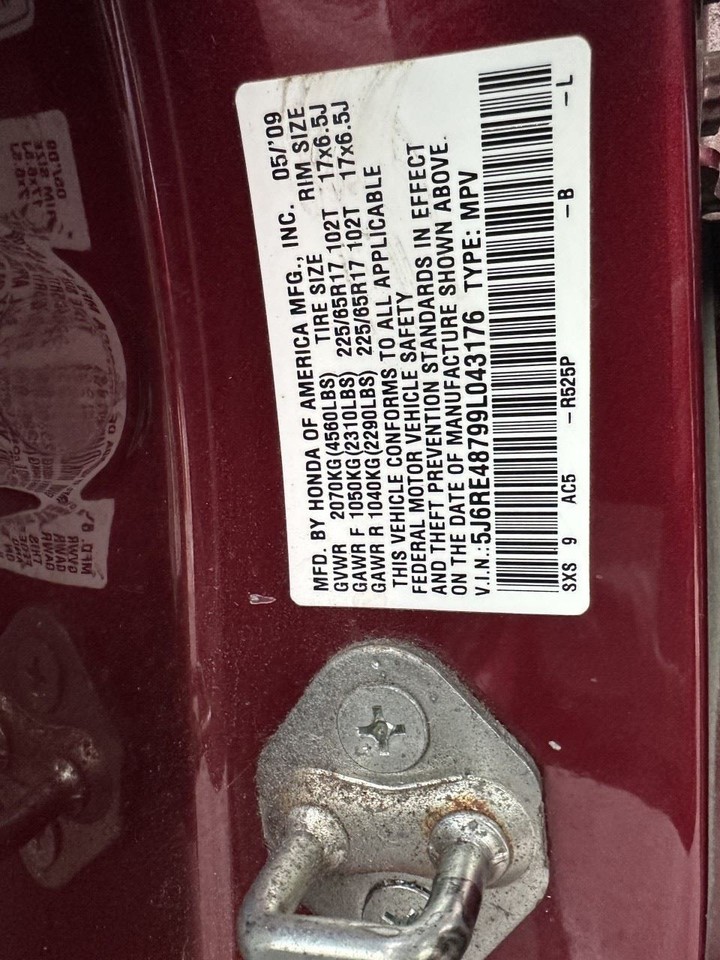 MFD. BY HONDA OF AMERICA MFG., INC. 05/'09
GVWR 2070KG(4560LBS) TIRE SIZE RIM SIZE
GAWR F 1050KG(2310LBS) 225/65R17 102T 17x6.5J
GAWR R 1040KG(2290LBS) 225/65R17 102T 17x6.5J
THIS VEHICLE CONFORMS TO ALL APPLICABLE
FEDERAL MOTOR VEHICLE SAFETY
AND THEFT PREVENTION STANDARDS IN EFFECT
ON THE DATE OF MANUFACTURE SHOWN ABOVE.
V.I.N.:5J6RE48799L043176 TYPE: MPV
SXS 9 AC5 –R525P –B –L